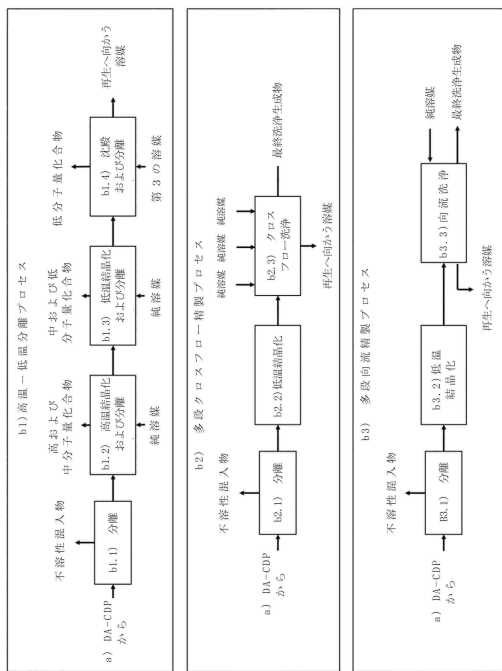 b1)高温－低温分離プロセス
a) DA-CDP
から
不溶性混入物
b1.1) 分離
高および
中分子量化合物
b1.2) 高温結晶化
および分離
純溶媒
中および低
分子量化合物
b1.3) 低温結晶化
および分離
純溶媒
低分子量化合物
b1.4) 沈殿
および分離
第3の溶媒
再生へ向かう
溶媒
b2) 多段クロスフロー精製プロセス
a) DA-CDP
から
不溶性混入物
b2.1) 分離
b2.2)低温結晶化
純溶媒 純溶媒 純溶媒
b2.3) クロス
フロー洗浄
再生へ向かう溶媒
最終洗浄生成物
b3) 多段向流精製プロセス
a) DA-CDP
から
不溶性混入物
B3.1) 分離
b3.2)低温
結晶化
b3.3)向流洗浄
純溶媒
最終洗浄生成物
再生へ向かう溶媒